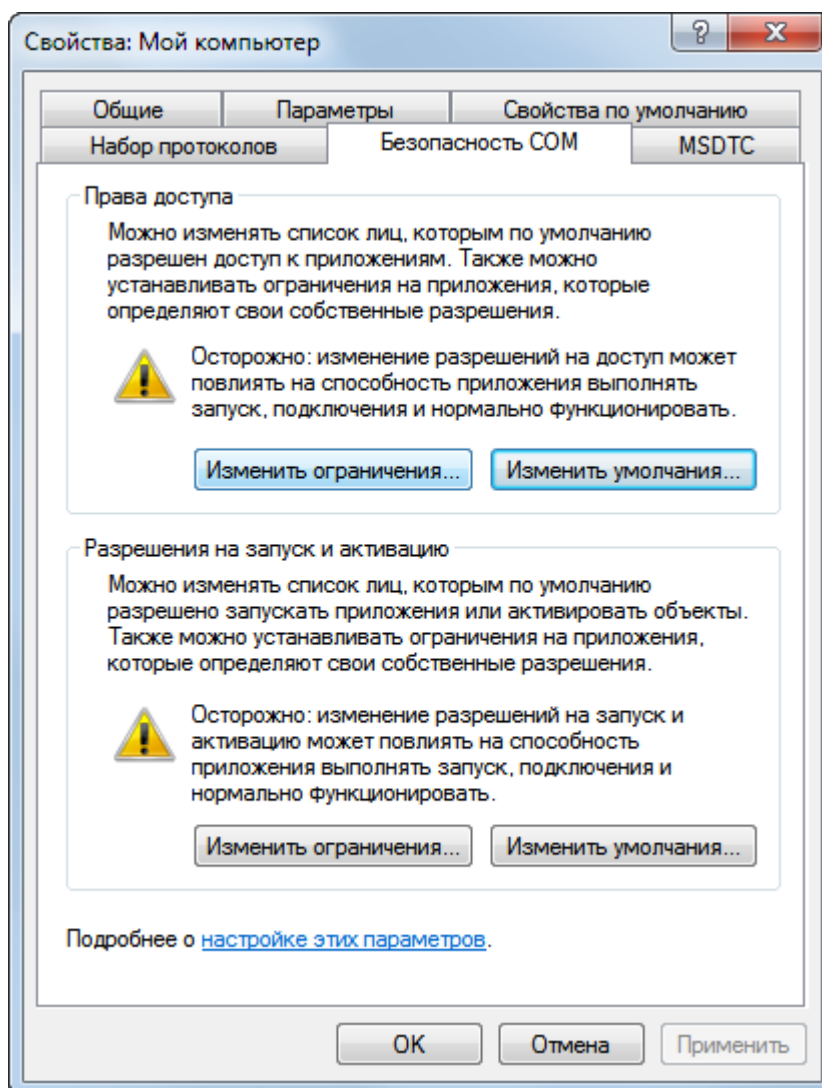 Свойства: Мой компьютер
Общие
Параметры
Свойства по умолчанию
Набор протоколов
Безопасность COM
MSDTC
Права доступа
Можно изменять список лиц, которым по умолчанию
разрешен доступ к приложениям. Также можно
устанавливать ограничения на приложения, которые
определяют свои собственные разрешения.
Осторожно: изменение разрешений на доступ может
повлиять на способность приложения выполнять
запуск, подключения и нормально функционировать.
Изменить ограничения...
Изменить умолчания...
Разрешения на запуск и активацию
Можно изменять список лиц, которым по умолчанию
разрешено запускать приложения или активировать объекты.
Также можно устанавливать ограничения на приложения,
которые определяют свои собственные разрешения.
Осторожно: изменение разрешений на запуск и
активацию может повлиять на способность
приложения выполнять запуск, подключения и
нормально функционировать.
Изменить ограничения...
Изменить умолчания...
Подробнее о настройке этих параметров.
OK
Отмена
Применить